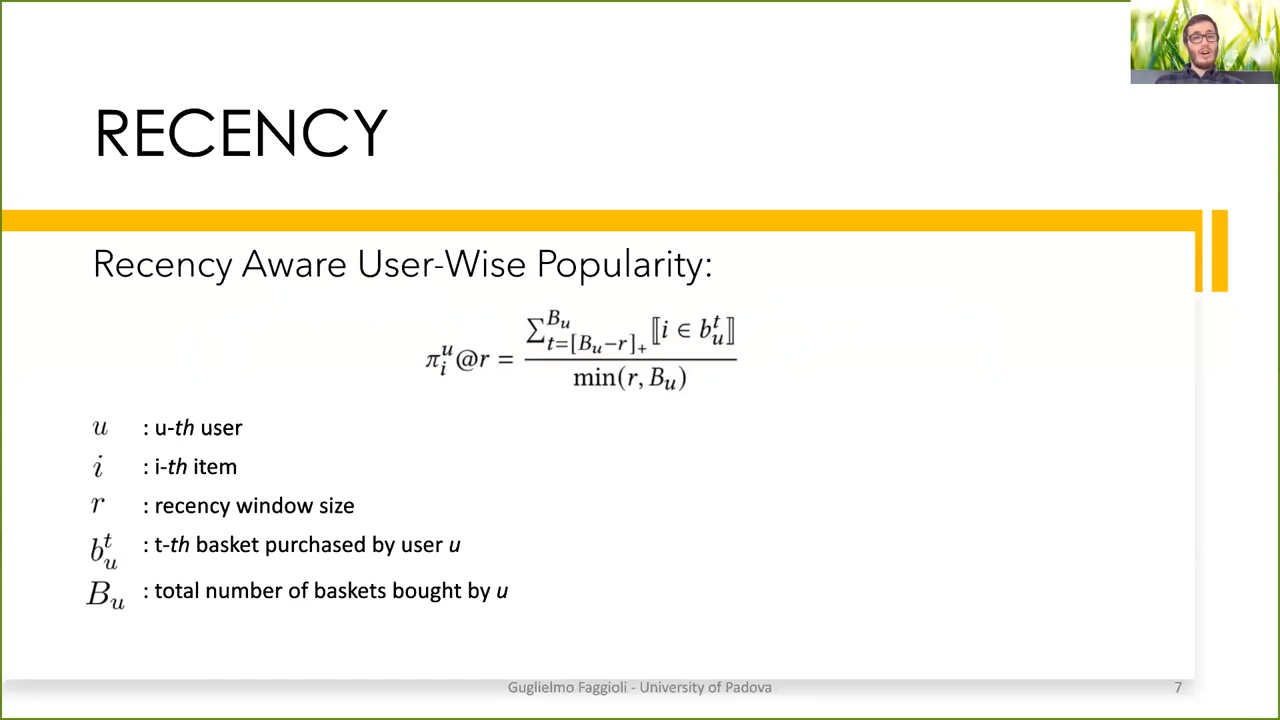 RECENCY
Recency Aware User-Wise Popularity:
π_i^u@r = \frac{∑_{t=[B_u−r]_+}^{B_u} ⟦i ∈ b_u^t⟧}{min(r, B_u)}
u : u-th user
i : i-th item
r : recency window size
b_u^t : t-th basket purchased by user u
B_u : total number of baskets bought by u
Guglielmo Faggioli - University of Padova 7